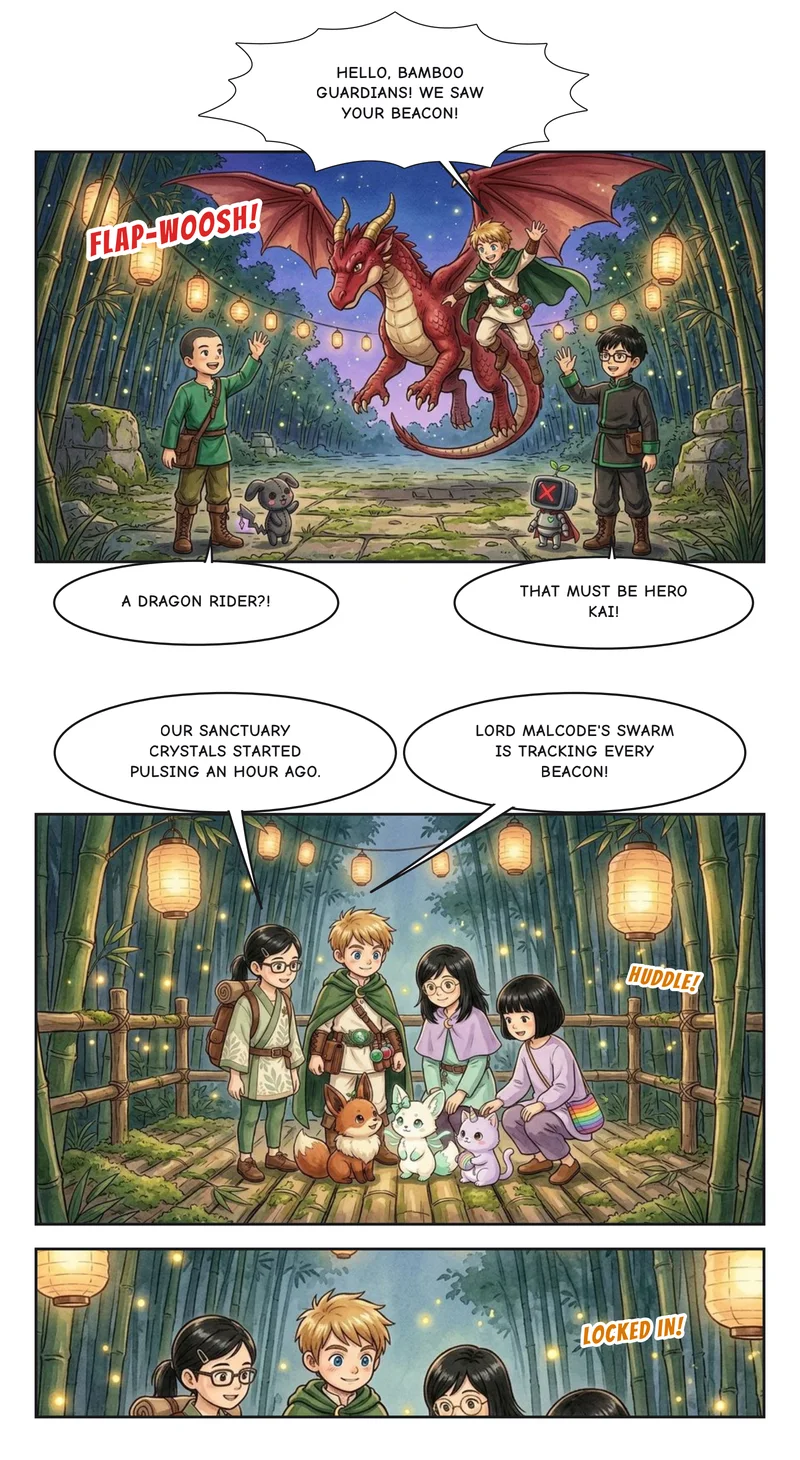 HELLO, BAMBOO
GUARDIANS! WE SAW
YOUR BEACON!
FLAP-WOOSH!
A DRAGON RIDER?!
THAT MUST BE HERO
KAI!
OUR SANCTUARY
CRYSTALS STARTED
PULSING AN HOUR AGO.
LORD MALCODE'S SWARM
IS TRACKING EVERY
BEACON!
HUDDLE!
LOCKED IN!